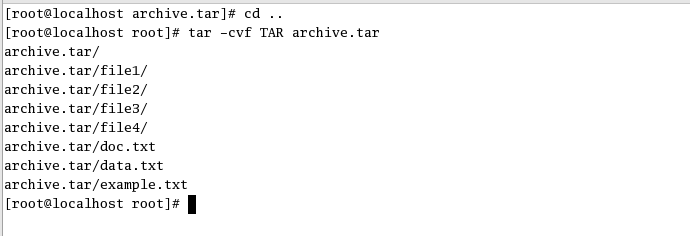 [root@localhost archive.tar]# cd ..
[root@localhost root]# tar -cvf TAR archive.tar
archive.tar/
archive.tar/file1/
archive.tar/file2/
archive.tar/file3/
archive.tar/file4/
archive.tar/doc.txt
archive.tar/data.txt
archive.tar/example.txt
[root@localhost root]#